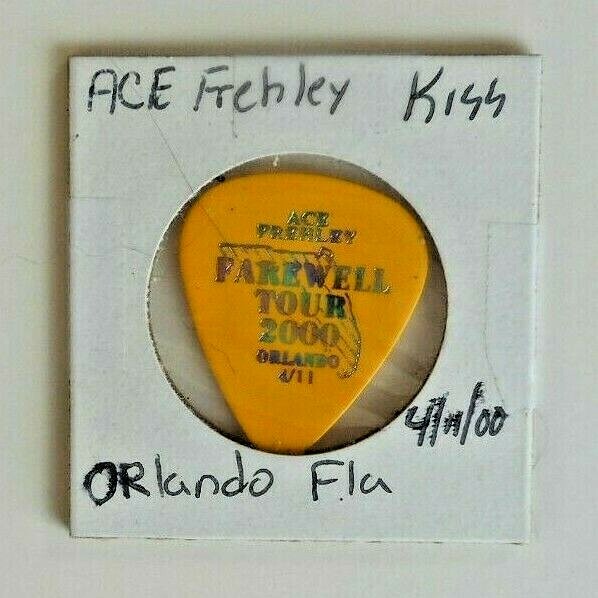 ACE Frehley Kiss
ACE
FREHLEY
FAREWELL
TOUR
2000
ORLANDO
4/11
4/11/00
ORlando Fla